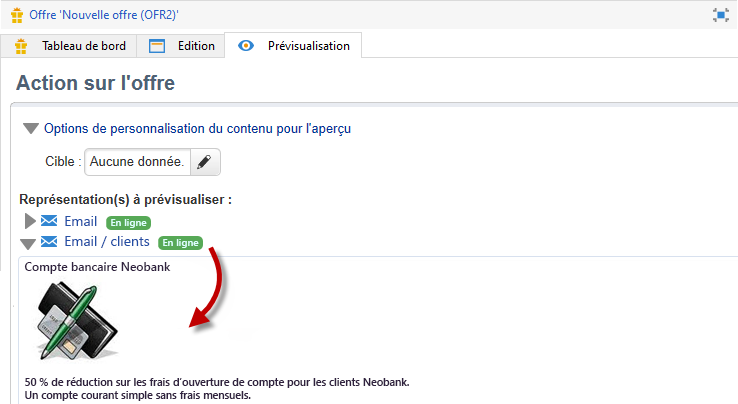 Offre 'Nouvelle offre (OFR2)'
Tableau de bord Edition Prévisualisation
Action sur l'offre
Options de personnalisation du contenu pour l'aperçu
Cible : Aucune donnée.
Représentation(s) à prévisualiser :
Email En ligne
Email / clients En ligne
Compte bancaire Neobank
50 % de réduction sur les frais d'ouverture de compte pour les clients Neobank.
Un compte courant simple sans frais mensuels.